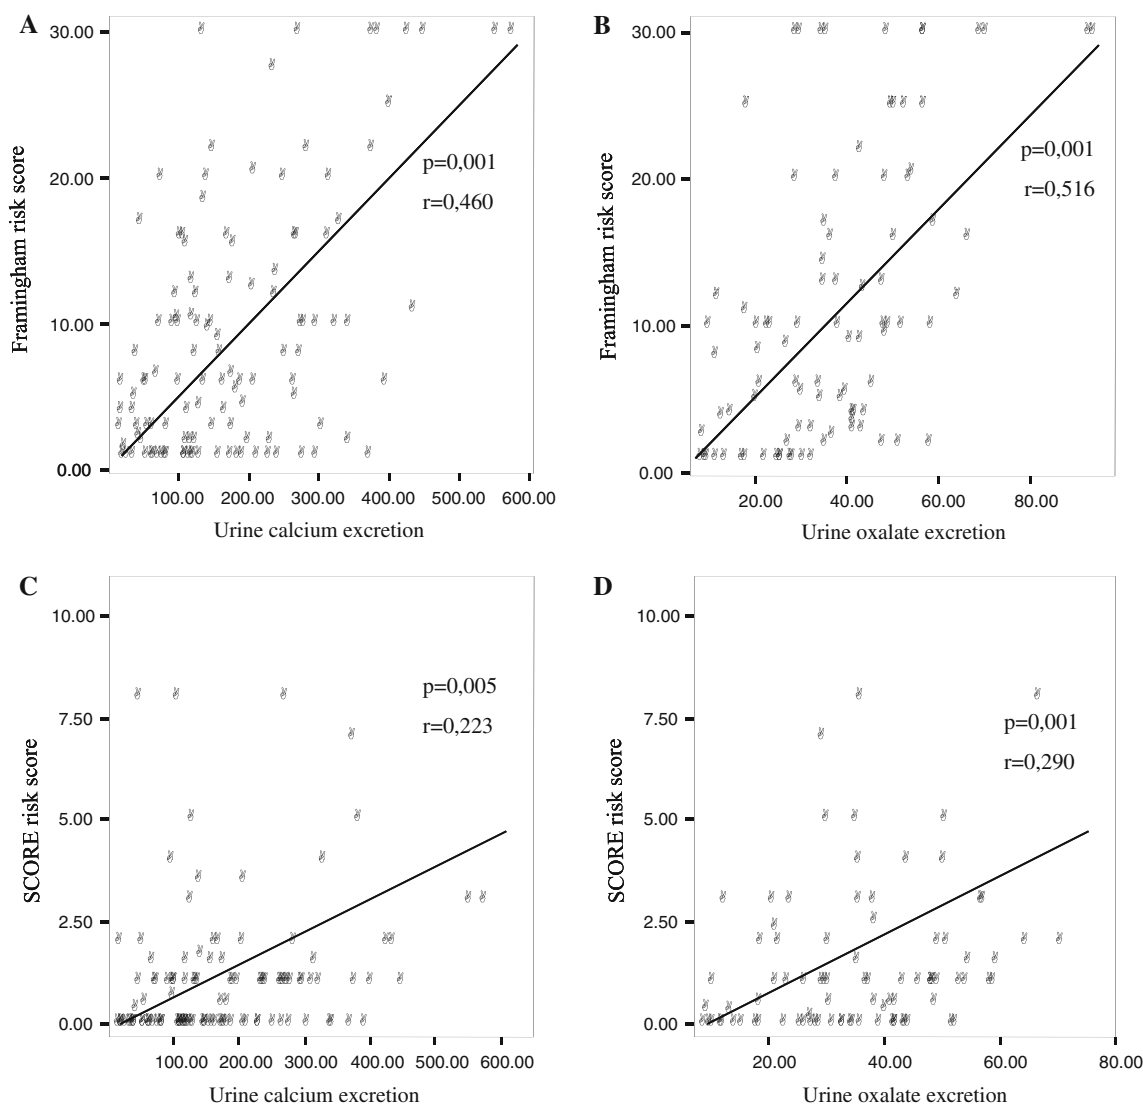 A
30.00
20.00
10.00
0.00
Framingham risk score
p=0,001
r=0,460
100.00 200.00 300.00 400.00 500.00 600.00
Urine calcium excretion
B
30.00
20.00
10.00
0.00
Framingham risk score
p=0,001
r=0,516
20.00 40.00 60.00 80.00
Urine oxalate excretion
C
10.00
7.50
5.00
2.50
0.00
SCORE risk score
p=0,005
r=0,223
100.00 200.00 300.00 400.00 500.00 600.00
Urine calcium excretion
D
10.00
7.50
5.00
2.50
0.00
SCORE risk score
p=0,001
r=0,290
20.00 40.00 60.00 80.00
Urine oxalate excretion